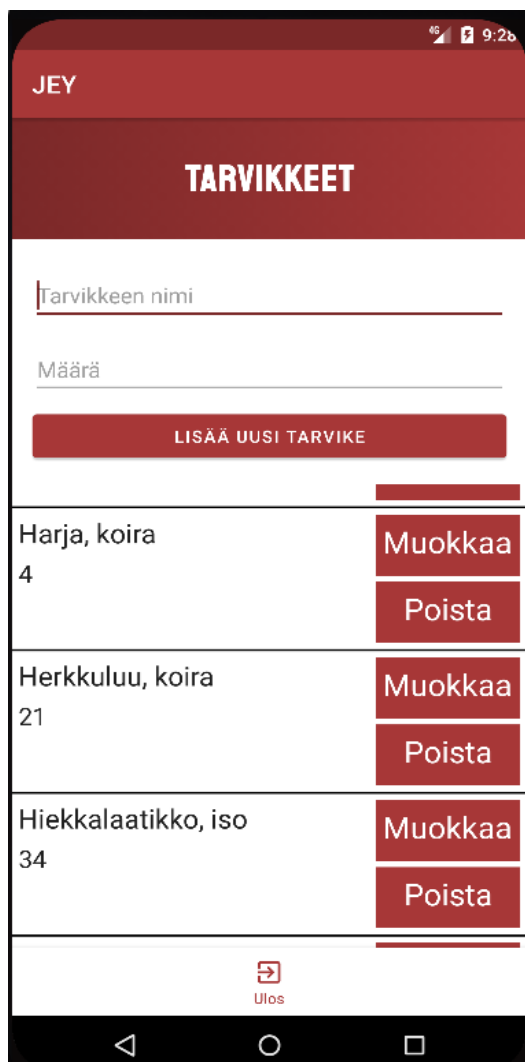 4G 9:28
JEY
TARVIKKEET
Tarvikkeen nimi
Määrä
LISÄÄ UUSI TARVIKE
Harja, koira
Muokkaa
4
Poista
Herkkuluu, koira
Muokkaa
21
Poista
Hiekkalaatikko, iso
Muokkaa
34
Poista
Ulos